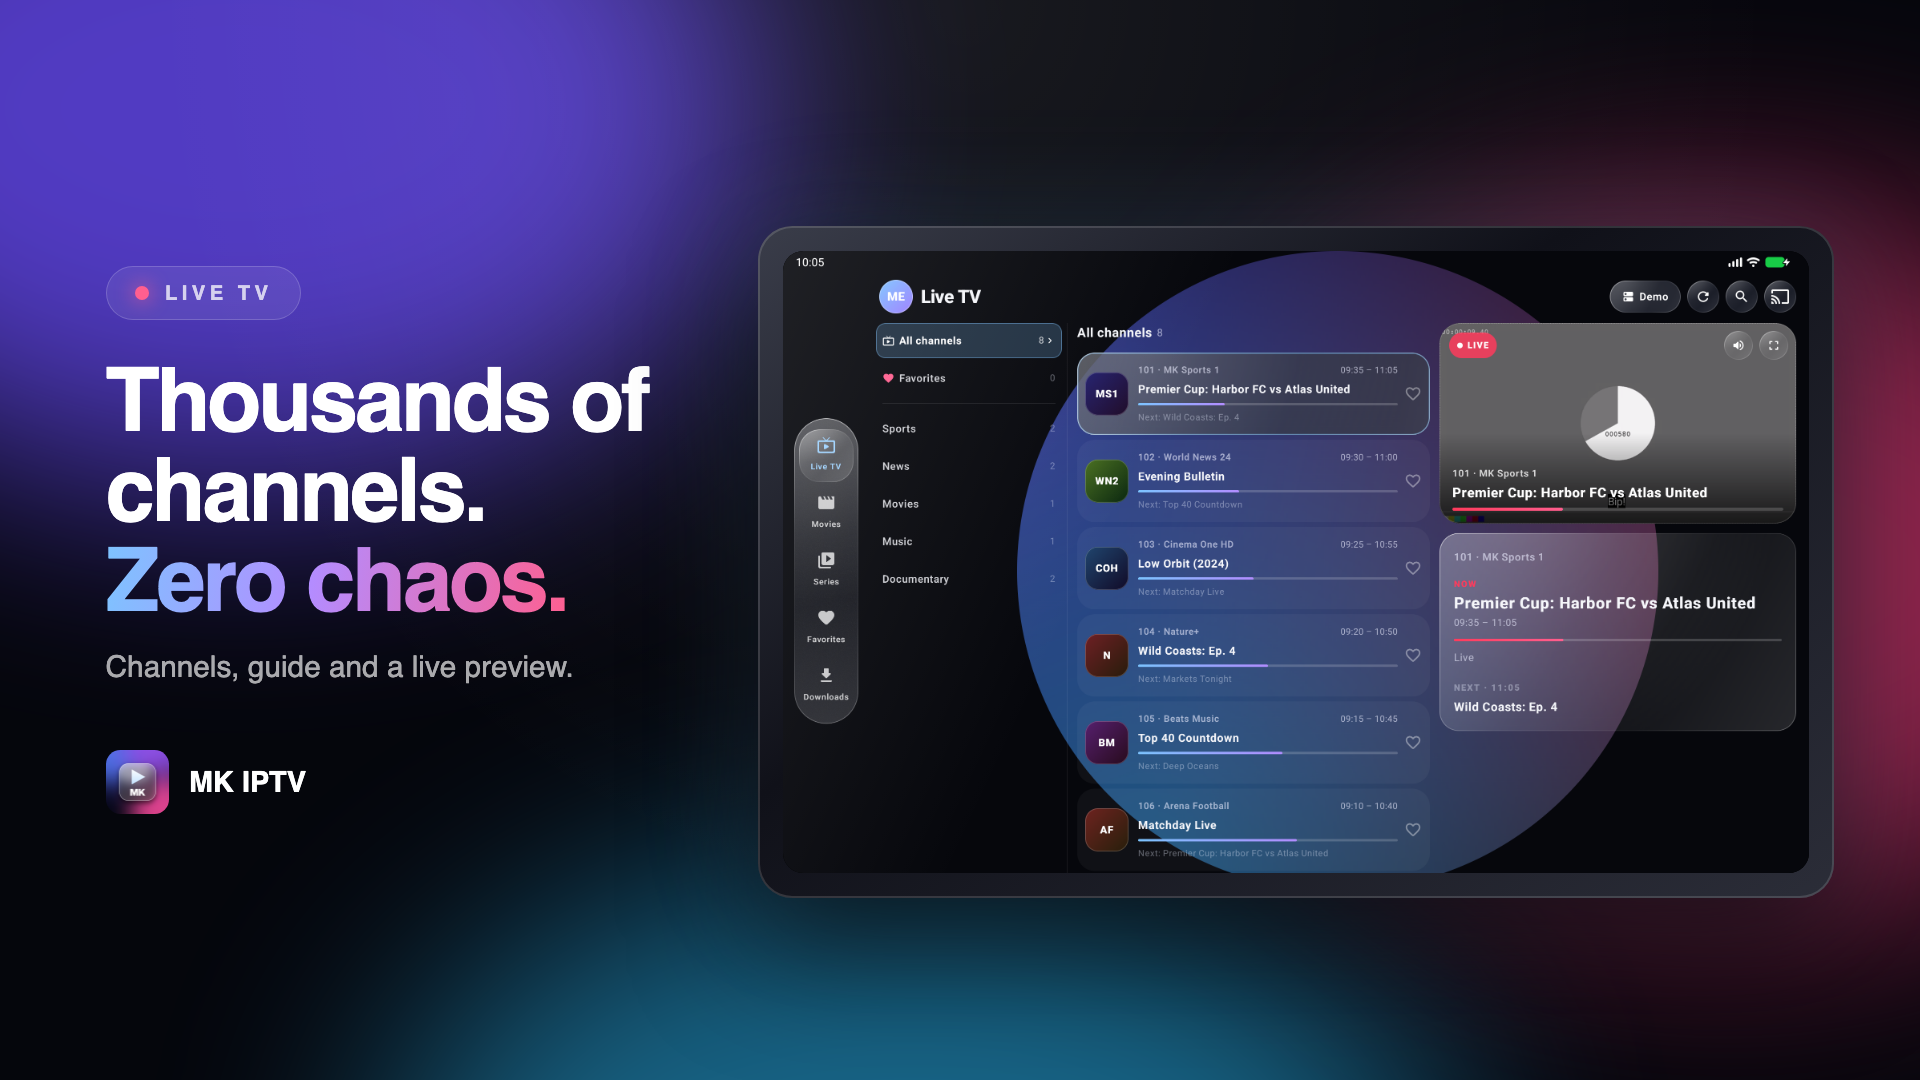 LIVE TV
Thousands of
channels.
Zero chaos.
Channels, guide and a live preview.
MK
MK IPTV
10:05
ME Live TV
Demo
All channels 8
Favorites 0
Sports 2
News 2
Movies 1
Music 1
Documentary 2
Live TV
Movies
Series
Favorites
Downloads
All channels 8
MS1
101 · MK Sports 1 09:35 – 11:05
Premier Cup: Harbor FC vs Atlas United
Next: Wild Coasts: Ep. 4
WN2
102 · World News 24 09:30 – 11:00
Evening Bulletin
Next: Top 40 Countdown
COH
103 · Cinema One HD 09:25 – 10:55
Low Orbit (2024)
Next: Matchday Live
N
104 · Nature+ 09:20 – 10:50
Wild Coasts: Ep. 4
Next: Markets Tonight
BM
105 · Beats Music 09:15 – 10:45
Top 40 Countdown
Next: Deep Oceans
AF
106 · Arena Football 09:10 – 10:40
Matchday Live
Next: Premier Cup: Harbor FC vs Atlas United
LIVE
000580
101 · MK Sports 1
Premier Cup: Harbor FC vs Atlas United
Bip!
101 · MK Sports 1
NOW
Premier Cup: Harbor FC vs Atlas United
09:35 – 11:05
Live
NEXT · 11:05
Wild Coasts: Ep. 4